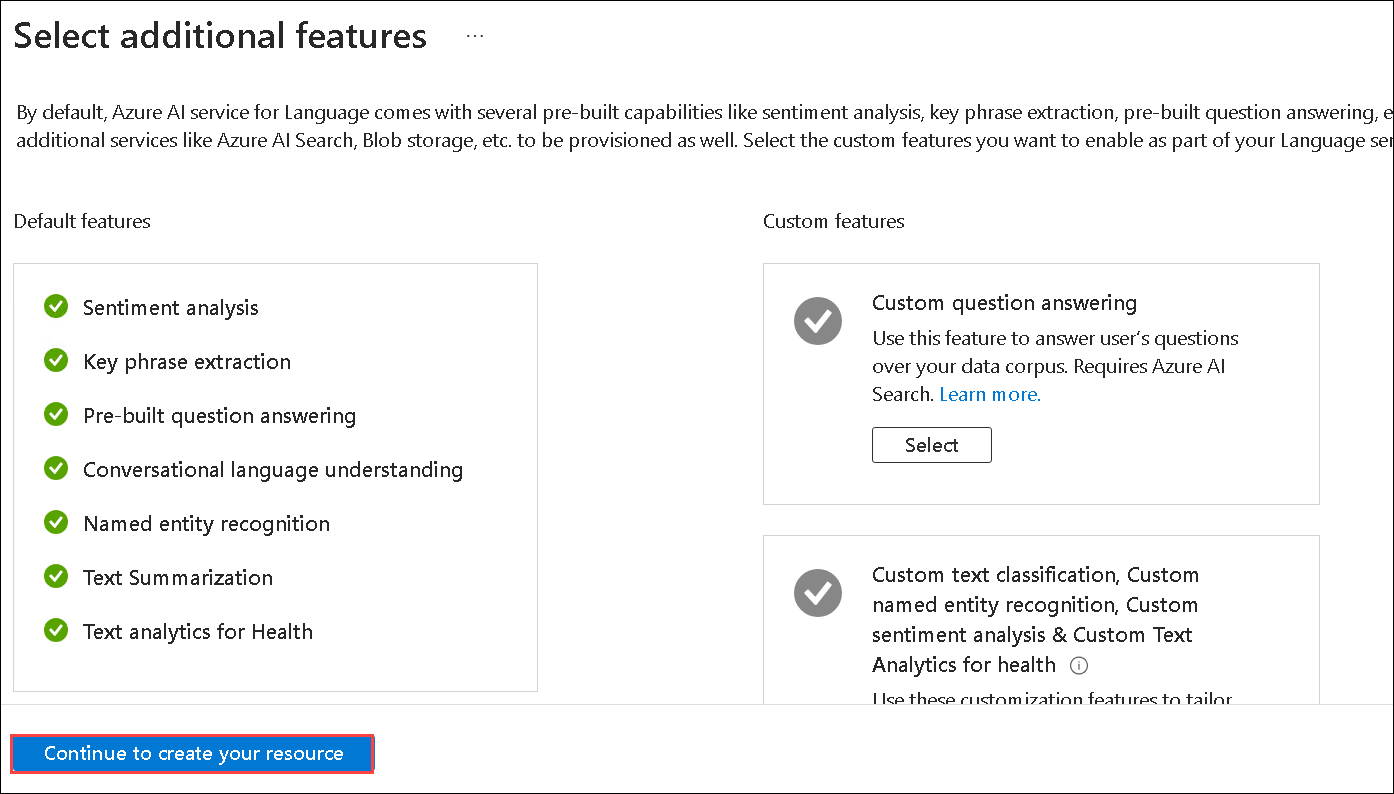 Select additional features ...
By default, Azure AI service for Language comes with several pre-built capabilities like sentiment analysis, key phrase extraction, pre-built question answering, e
additional services like Azure AI Search, Blob storage, etc. to be provisioned as well. Select the custom features you want to enable as part of your Language ser
Default features
Sentiment analysis
Key phrase extraction
Pre-built question answering
Conversational language understanding
Named entity recognition
Text Summarization
Text analytics for Health
Custom features
Custom question answering
Use this feature to answer user's questions
over your data corpus. Requires Azure AI
Search. Learn more.
Select
Custom text classification, Custom
named entity recognition, Custom
sentiment analysis & Custom Text
Analytics for health
Use these customization features to tailor
Continue to create your resource